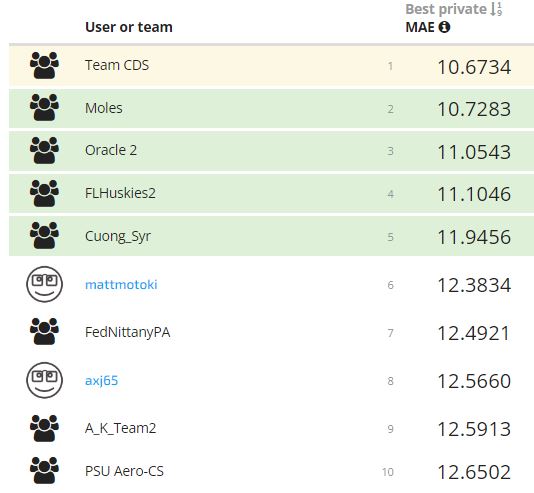 Best private
User or team
MAE
Team CDS 1 10.6734
Moles 2 10.7283
Oracle 2 3 11.0543
FLHuskies2 4 11.1046
Cuong_Syr 5 11.9456
mattmotoki 6 12.3834
FedNittanyPA 7 12.4921
axj65 8 12.5660
A_K_Team2 9 12.5913
PSU Aero-CS 10 12.6502